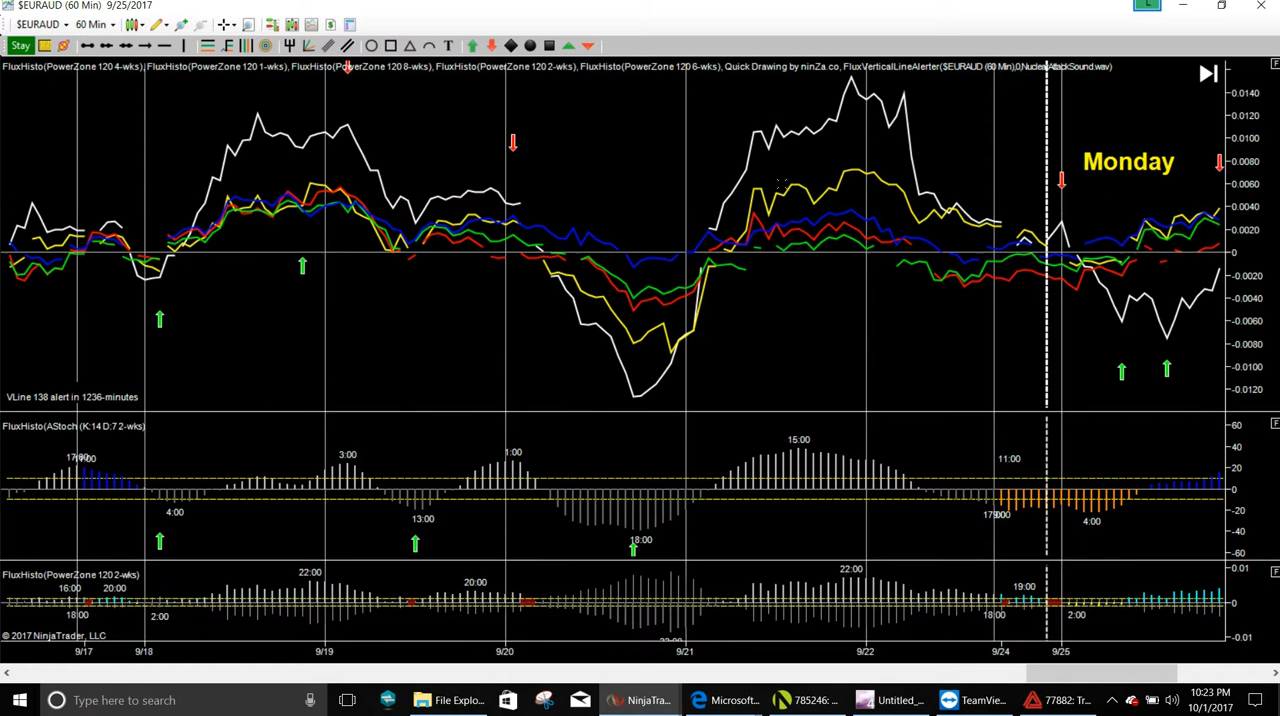 $EURAUD (60 Min) 9/25/2017
$EURAUD 60 Min
Stay T
FluxHisto(PowerZone 120 4-wks), FluxHisto(PowerZone 120 1-wks), FluxHisto(PowerZone 120 8-wks), FluxHisto(PowerZone 120 2-wks), FluxHisto(PowerZone 120 6-wks), Quick Drawing by ninZa.co, FluxVerticalLineAlerter($EURAUD (60 Min),0,NuclearAttackSound.wav)
F
0.0140
0.0120
0.0100
Monday
0.0080
0.0060
0.0040
0.0020
0
-0.0020
-0.0040
-0.0060
-0.0080
-0.0100
-0.0120
VLine 138 alert in 1236-minutes
FluxHisto(AStoch (K:14 D:7 2-wks)
F
60
40
20
0
-20
-40
-60
3:00 1:00 15:00 11:00
4:00 13:00 18:00 4:00
FluxHisto(PowerZone 120 2-wks)
F
0.01
0
-0.01
16:00 20:00 22:00 20:00 22:00 19:00
18:00 2:00 18:00 2:00
© 2017 NinjaTrader, LLC
9/17 9/18 9/19 9/20 9/21 9/22 9/24 9/25
Type here to search
File Explo...
NinjaTra...
Microsoft...
785246: ...
Untitled_...
TeamVie...
77882: Tr...
10:23 PM
10/1/2017